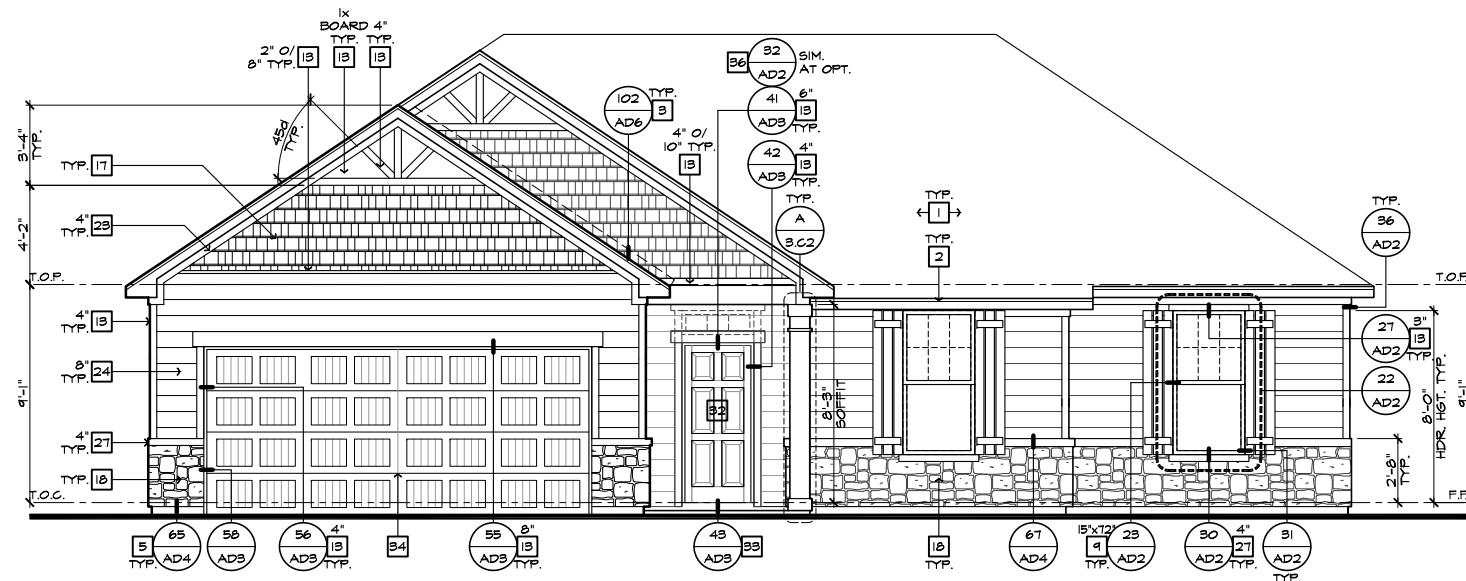 1x
BOARD 4"
TYP. TYP.
13 13
2" O/
8" TYP. 13
45d
TYP.
3'-4"
TYP.
TYP. 17
4'-2"
4"
TYP. 23
T.O.P.
4"
TYP. 13
8"
TYP. 24
9'-1"
4"
TYP. 27
TYP. 18
T.O.C.
102
AD6
TYP.
3
36
32
AD2
SIM.
AT OPT.
41
AD3
6"
13
TYP.
4" O/
10" TYP.
13
42
AD3
4"
13
TYP.
TYP.
A
3.C2
TYP.
1
TYP.
2
TYP.
36
AD2
T.O.P.
27
AD2
3"
13
TYP.
22
AD2
8'-0"
HDR. HGT. TYP.
9'-1"
2'-8"
TYP.
F.F.
32
8'-3"
SOFFIT
5
TYP.
65
AD4
58
AD3
56
AD3
4"
13
TYP.
34
55
AD3
8"
13
TYP.
43
AD3
33
18
TYP.
67
AD4
15"x72"
9
TYP.
23
AD2
30
AD2
4"
27
TYP.
31
AD2
TYP.